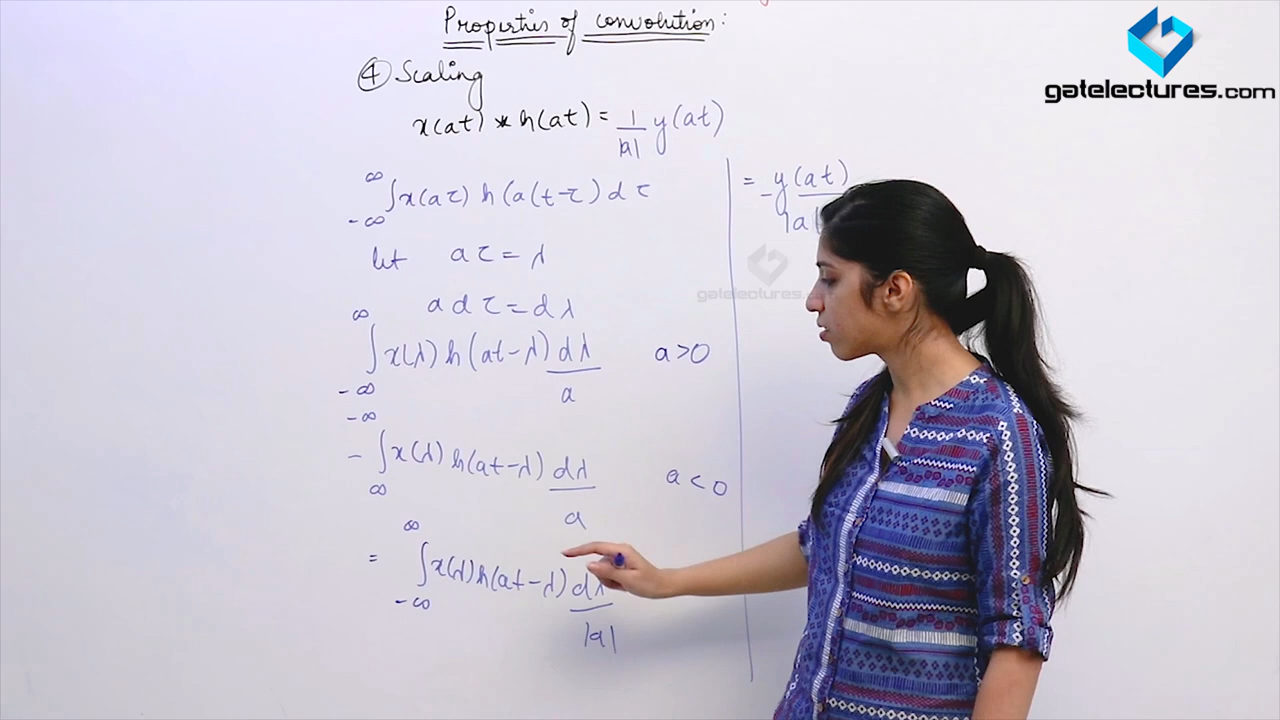 Properties of convolution:
④ Scaling
x(at) * h(at) = 1/|a| y(at)
∞ ∫ -∞ x(aτ) h(a(t-τ) dτ
let aτ = λ
a dτ = dλ
∞ ∫ -∞ x(λ) h(at-λ) dλ/a a>0
- -∞ ∫ ∞ x(λ) h(at-λ) dλ/a a<0
= ∞ ∫ -∞ x(λ)h(at-λ) dλ/|a|
= y(at)/|a|
gatelectures.com
gatelectures.